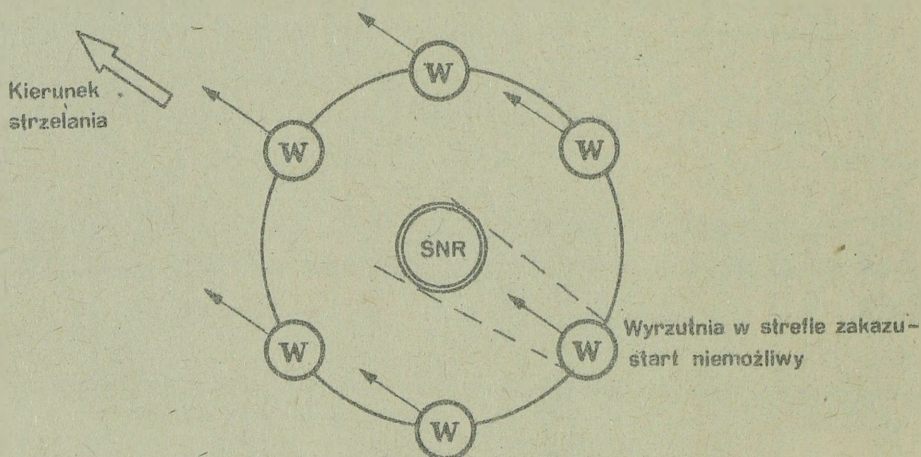 W
Kierunek
strzelania
W
W
SNR
Wyrzutnia w strefie zakazu–
start niemożliwy
W
W
W